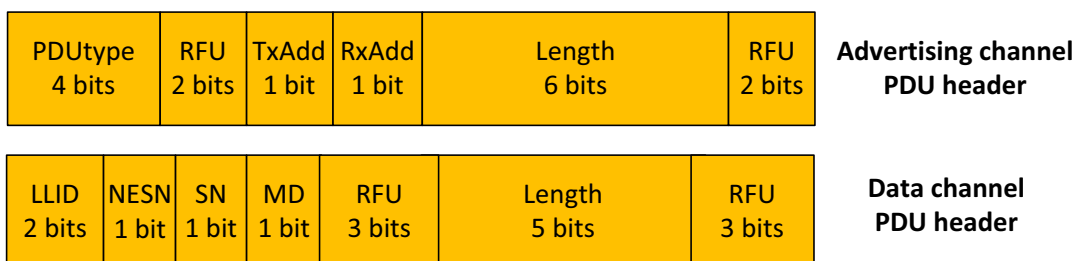 PDUtype RFU TxAdd RxAdd Length RFU Advertising channel
4 bits 2 bits 1 bit 1 bit 6 bits 2 bits PDU header
LLID NESN SN MD RFU Length RFU Data channel
2 bits 1 bit 1 bit 1 bit 3 bits 5 bits 3 bits PDU header